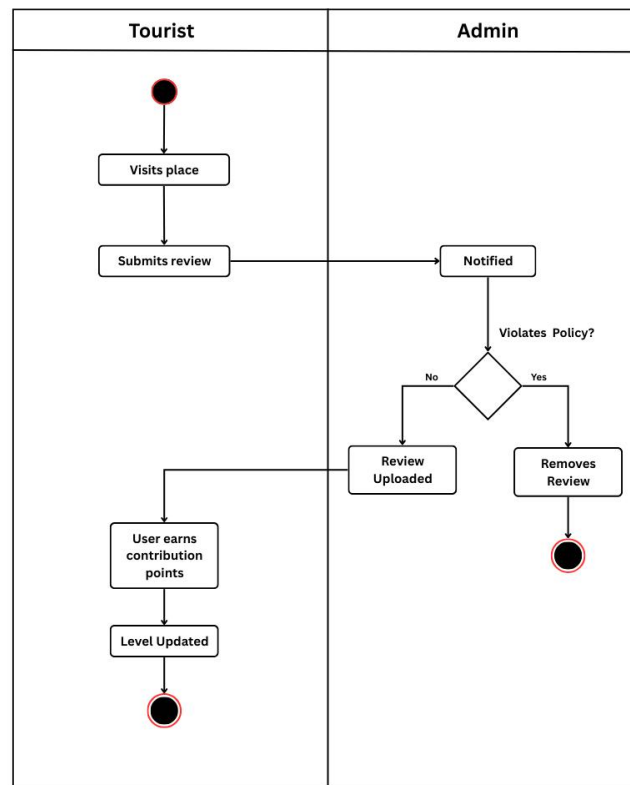 Tourist
Admin
Visits place
Submits review
Notified
Violates Policy?
No
Yes
Review
Uploaded
Removes
Review
User earns
contribution
points
Level Updated